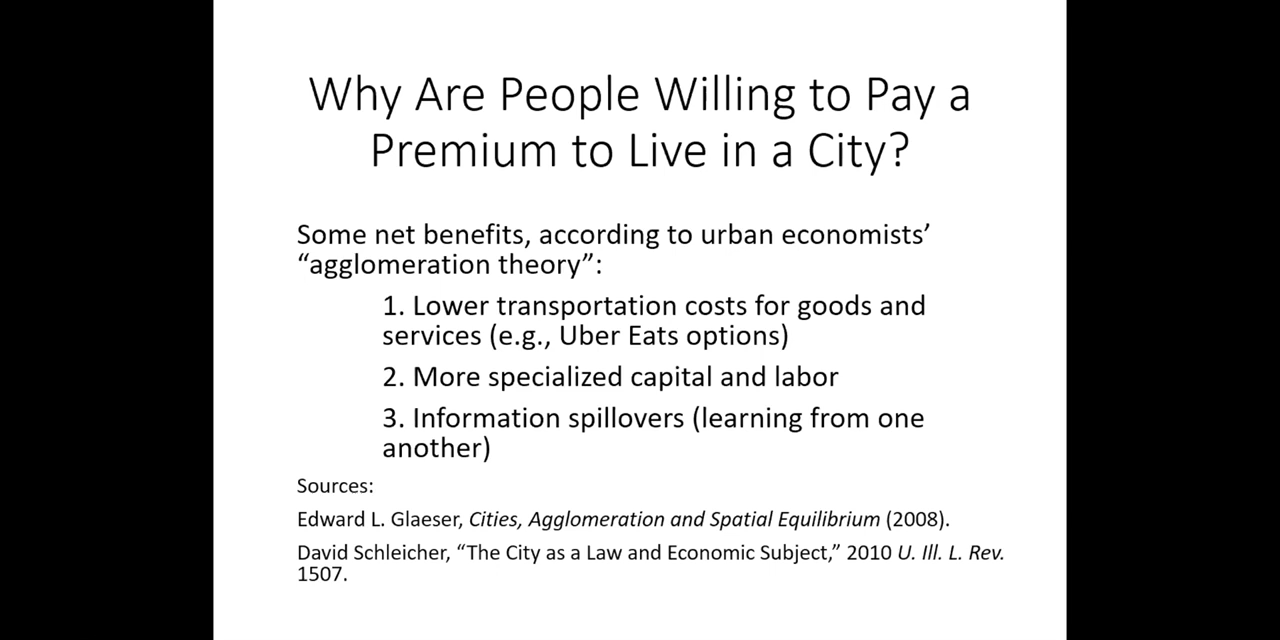 Why Are People Willing to Pay a
Premium to Live in a City?
Some net benefits, according to urban economists’
“agglomeration theory”:
1. Lower transportation costs for goods and
services (e.g., Uber Eats options)
2. More specialized capital and labor
3. Information spillovers (learning from one
another)
Sources:
Edward L. Glaeser, Cities, Agglomeration and Spatial Equilibrium (2008).
David Schleicher, “The City as a Law and Economic Subject,” 2010 U. Ill. L. Rev.
1507.